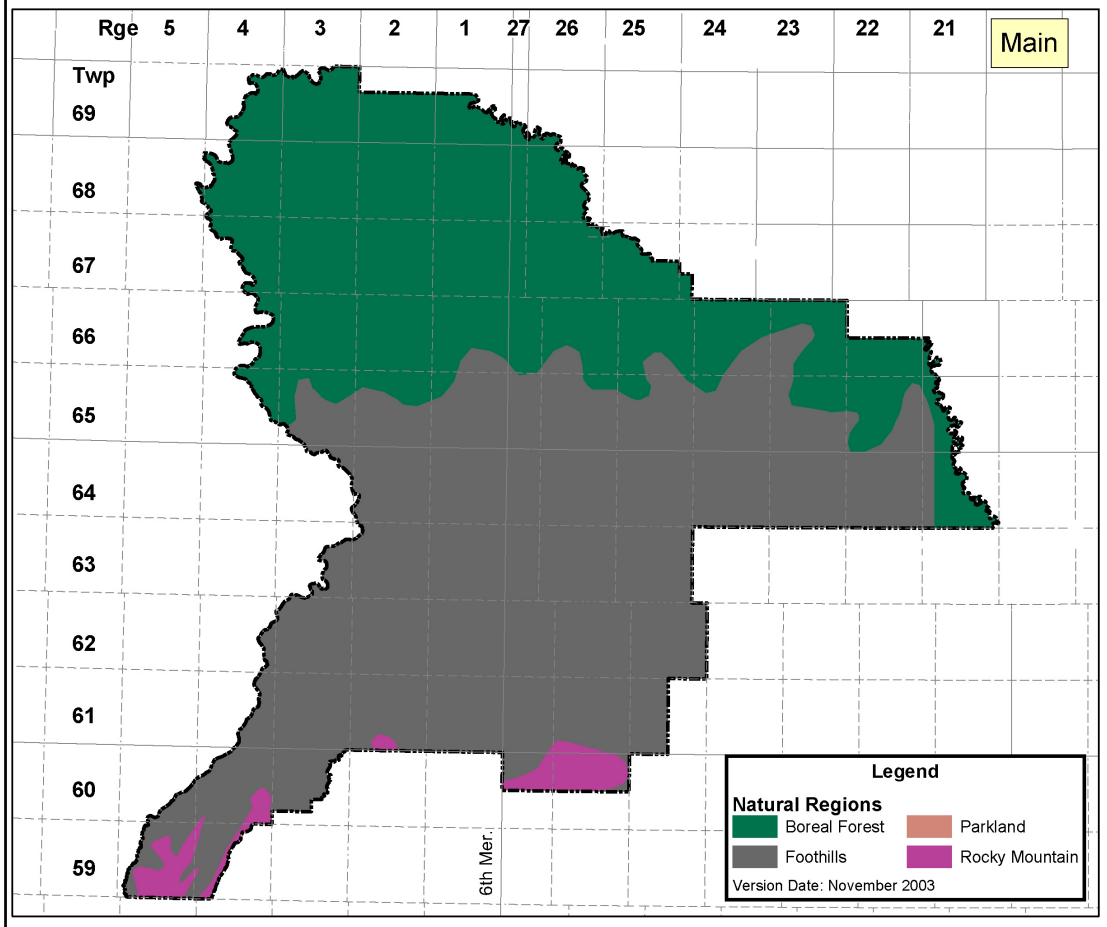 Rge 5 4 3 2 1 27 26 25 24 23 22 21
Main
Twp
69
68
67
66
65
64
63
62
61
60
59
6th Mer.
Legend
Natural Regions
Boreal Forest Parkland
Foothills Rocky Mountain
Version Date: November 2003